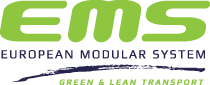 EMS
EUROPEAN MODULAR SYSTEM
GREEN & LEAN TRANSPORT